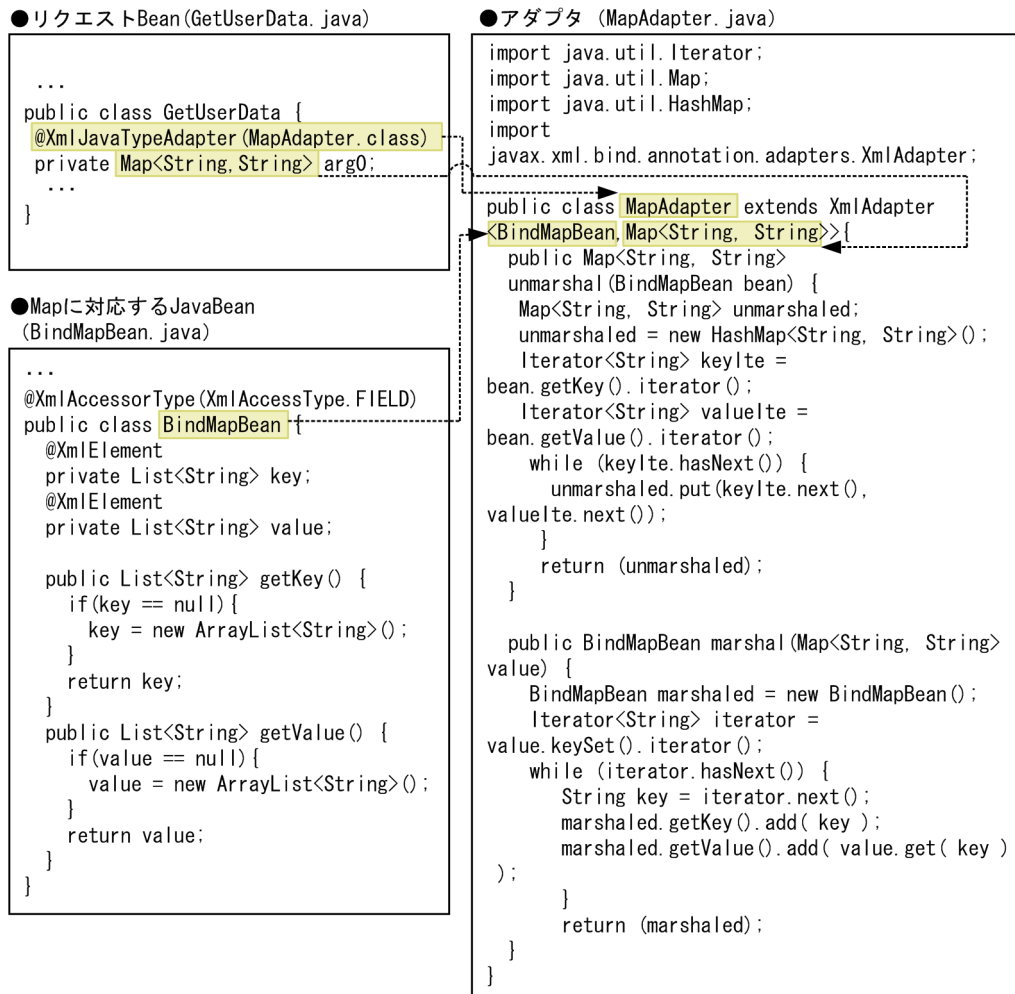 ●リクエストBean(GetUserData.java)
...
public class GetUserData {
@XmlJavaTypeAdapter(MapAdapter.class)
private Map<String,String> arg0;
...
}
●Mapに対応するJavaBean
(BindMapBean.java)
...
@XmlAccessorType(XmlAccessType.FIELD)
public class BindMapBean {
@XmlElement
private List<String> key;
@XmlElement
private List<String> value;
public List<String> getKey() {
if(key == null){
key = new ArrayList<String>();
}
return key;
}
public List<String> getValue() {
if(value == null){
value = new ArrayList<String>();
}
return value;
}
}
●アダプタ (MapAdapter.java)
import java.util.Iterator;
import java.util.Map;
import java.util.HashMap;
import
javax.xml.bind.annotation.adapters.XmlAdapter;
public class MapAdapter extends XmlAdapter
<BindMapBean,Map<String, String>>{
public Map<String, String>
unmarshal(BindMapBean bean) {
Map<String, String> unmarshaled;
unmarshaled = new HashMap<String, String>();
Iterator<String> keyIte =
bean.getKey().iterator();
Iterator<String> valueIte =
bean.getValue().iterator();
while (keyIte.hasNext()) {
unmarshaled.put(keyIte.next(),
valueIte.next());
}
return (unmarshaled);
}
public BindMapBean marshal(Map<String, String>
value) {
BindMapBean marshaled = new BindMapBean();
Iterator<String> iterator =
value.keySet().iterator();
while (iterator.hasNext()) {
String key = iterator.next();
marshaled.getKey().add( key );
marshaled.getValue().add( value.get( key )
);
}
return (marshaled);
}
}